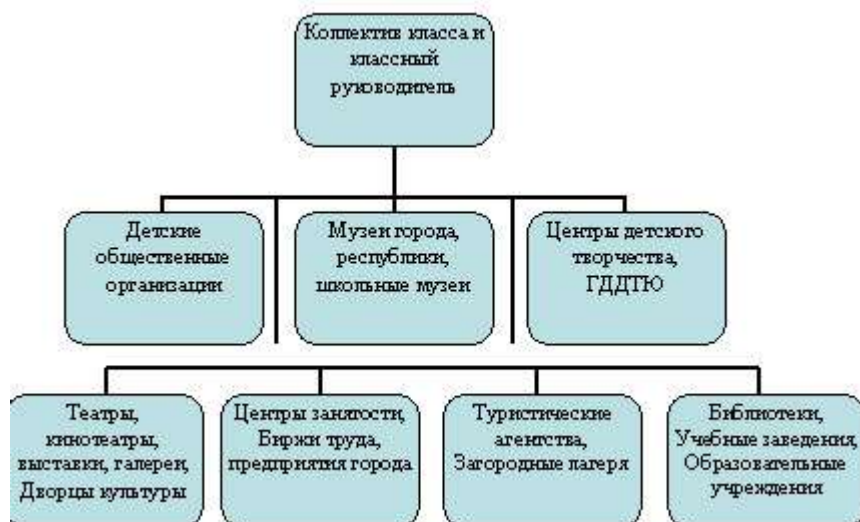 Коллектив класса и
классный
руководитель
Детские
общественные
организации
Музеи города,
республики,
школьные музеи
Центры детского
творчества,
ГДДТЮ
Театры,
кинотеатры,
выставки, галереи,
Дворцы культуры
Центры занятости,
Биржи труда,
предприятия города
Туристические
агентства,
Загородные лагеря
Библиотеки,
Учебные заведения,
Образовательные
учреждения